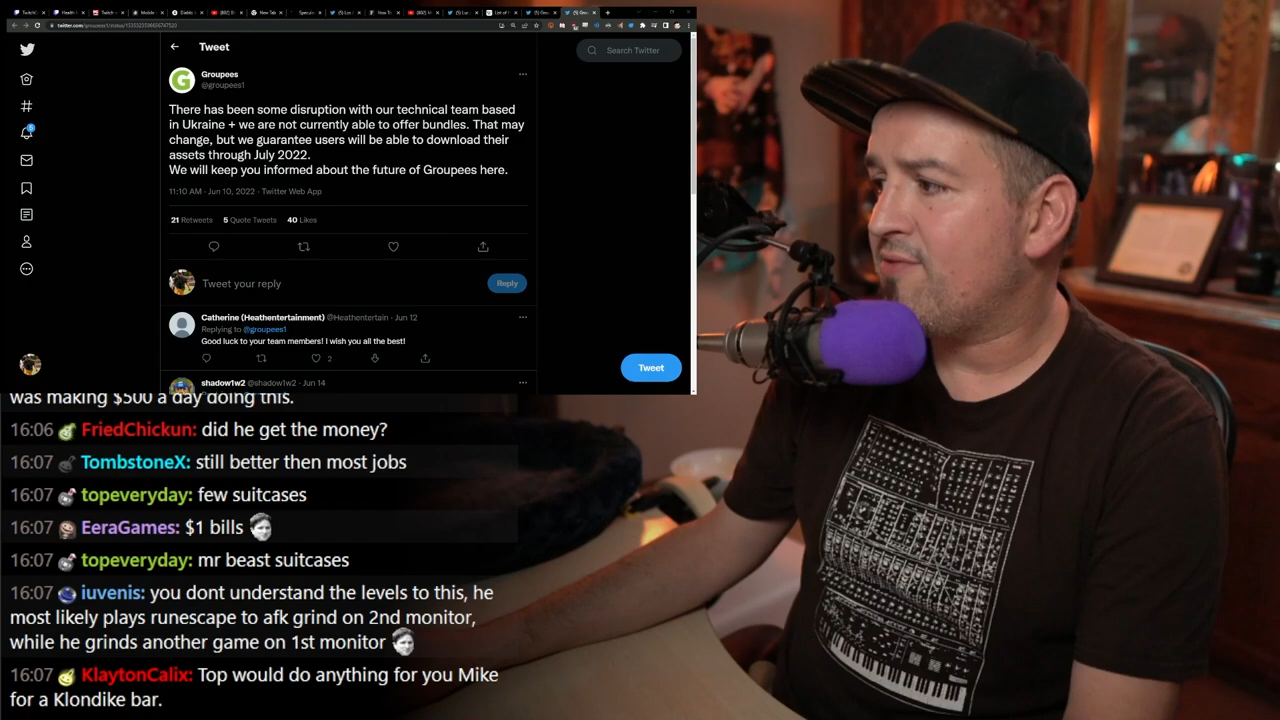 twitter.com/groupees1/status/
Tweet
Search Twitter
Groupees
@groupees1
There has been some disruption with our technical team based
in Ukraine + we are not currently able to offer bundles. That may
change, but we guarantee users will be able to download their
assets through July 2022.
We will keep you informed about the future of Groupees here.
11:10 AM · Jun 10, 2022 · Twitter Web App
21 Retweets 5 Quote Tweets 40 Likes
Tweet your reply
Reply
Catherine (Heathentertainment) @Heathentertain · Jun 12
Replying to @groupees1
Good luck to your team members! I wish you all the best!
2
Tweet
shadow1w2 @shadow1w2 · Jun 14
was making $500 a day doing this.
16:06 FriedChickun: did he get the money?
16:07 TombstoneX: still better then most jobs
16:07 topeveryday: few suitcases
16:07 EeraGames: $1 bills
16:07 topeveryday: mr beast suitcases
16:07 iuvenis: you dont understand the levels to this, he
most likely plays runescape to afk grind on 2nd monitor,
while he grinds another game on 1st monitor
16:07 KlaytonCalix: Top would do anything for you Mike
for a Klondike bar.